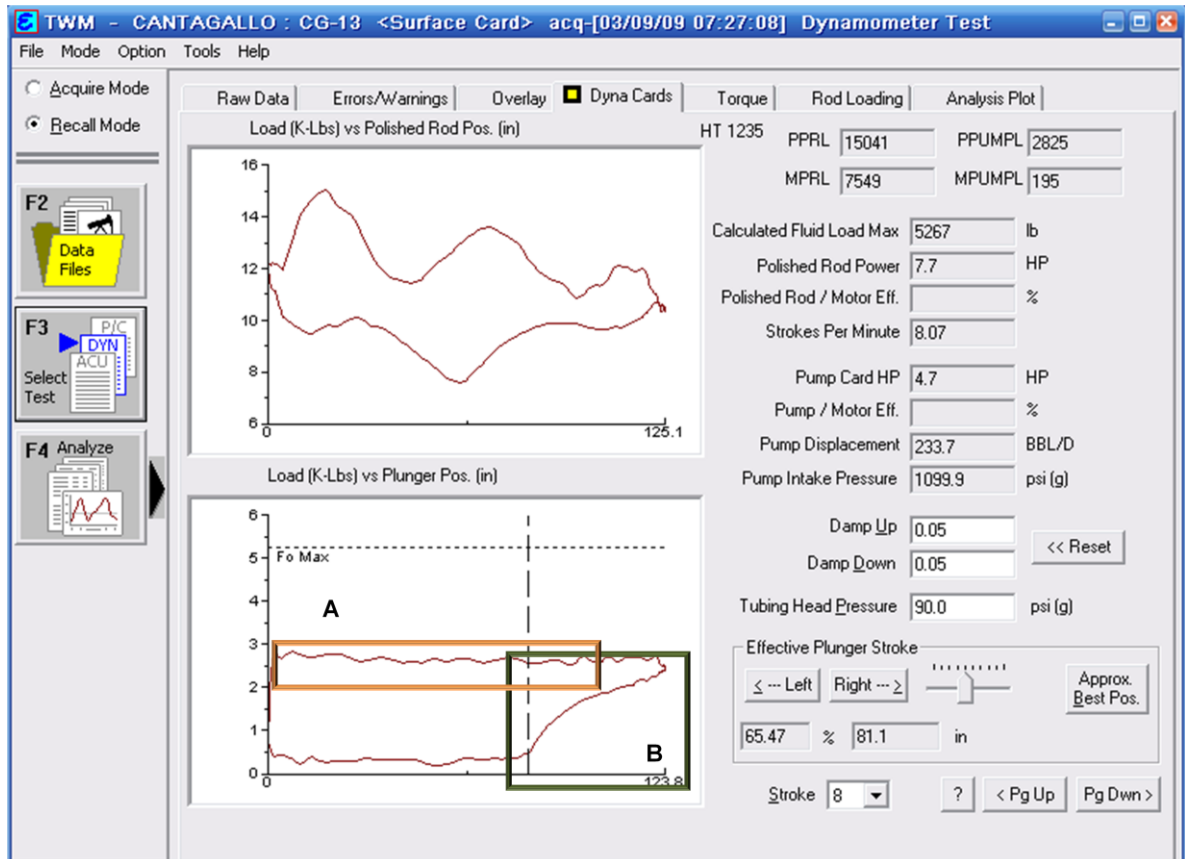 TWM - CANTAGALLO : CG-13 <Surface Card> acq-[03/09/09 07:27:08] Dynamometer Test
File Mode Option Tools Help
Acquire Mode
Recall Mode
F2
Data
Files
F3
P/C
DYN
ACU
Select
Test
F4 Analyze
Raw Data Errors/Warnings Overlay Dyna Cards Torque Rod Loading Analysis Plot
Load (K-Lbs) vs Polished Rod Pos. (in)
16
14
12
10
8
6
0 125.1
Load (K-Lbs) vs Plunger Pos. (in)
6
5
Fo Max
4
A
3
2
1
B
0
0 123.8
HT 1235 PPRL 15041 PPUMPL 2825
MPRL 7549 MPUMPL 195
Calculated Fluid Load Max 5267 lb
Polished Rod Power 7.7 HP
Polished Rod / Motor Eff. %
Strokes Per Minute 8.07
Pump Card HP 4.7 HP
Pump / Motor Eff. %
Pump Displacement 233.7 BBL/D
Pump Intake Pressure 1099.9 psi (g)
Damp Up 0.05
<< Reset
Damp Down 0.05
Tubing Head Pressure 90.0 psi (g)
Effective Plunger Stroke
< --- Left Right --- > Approx. Best Pos.
65.47 % 81.1 in
Stroke 8 ? < Pg Up Pg Dwn >